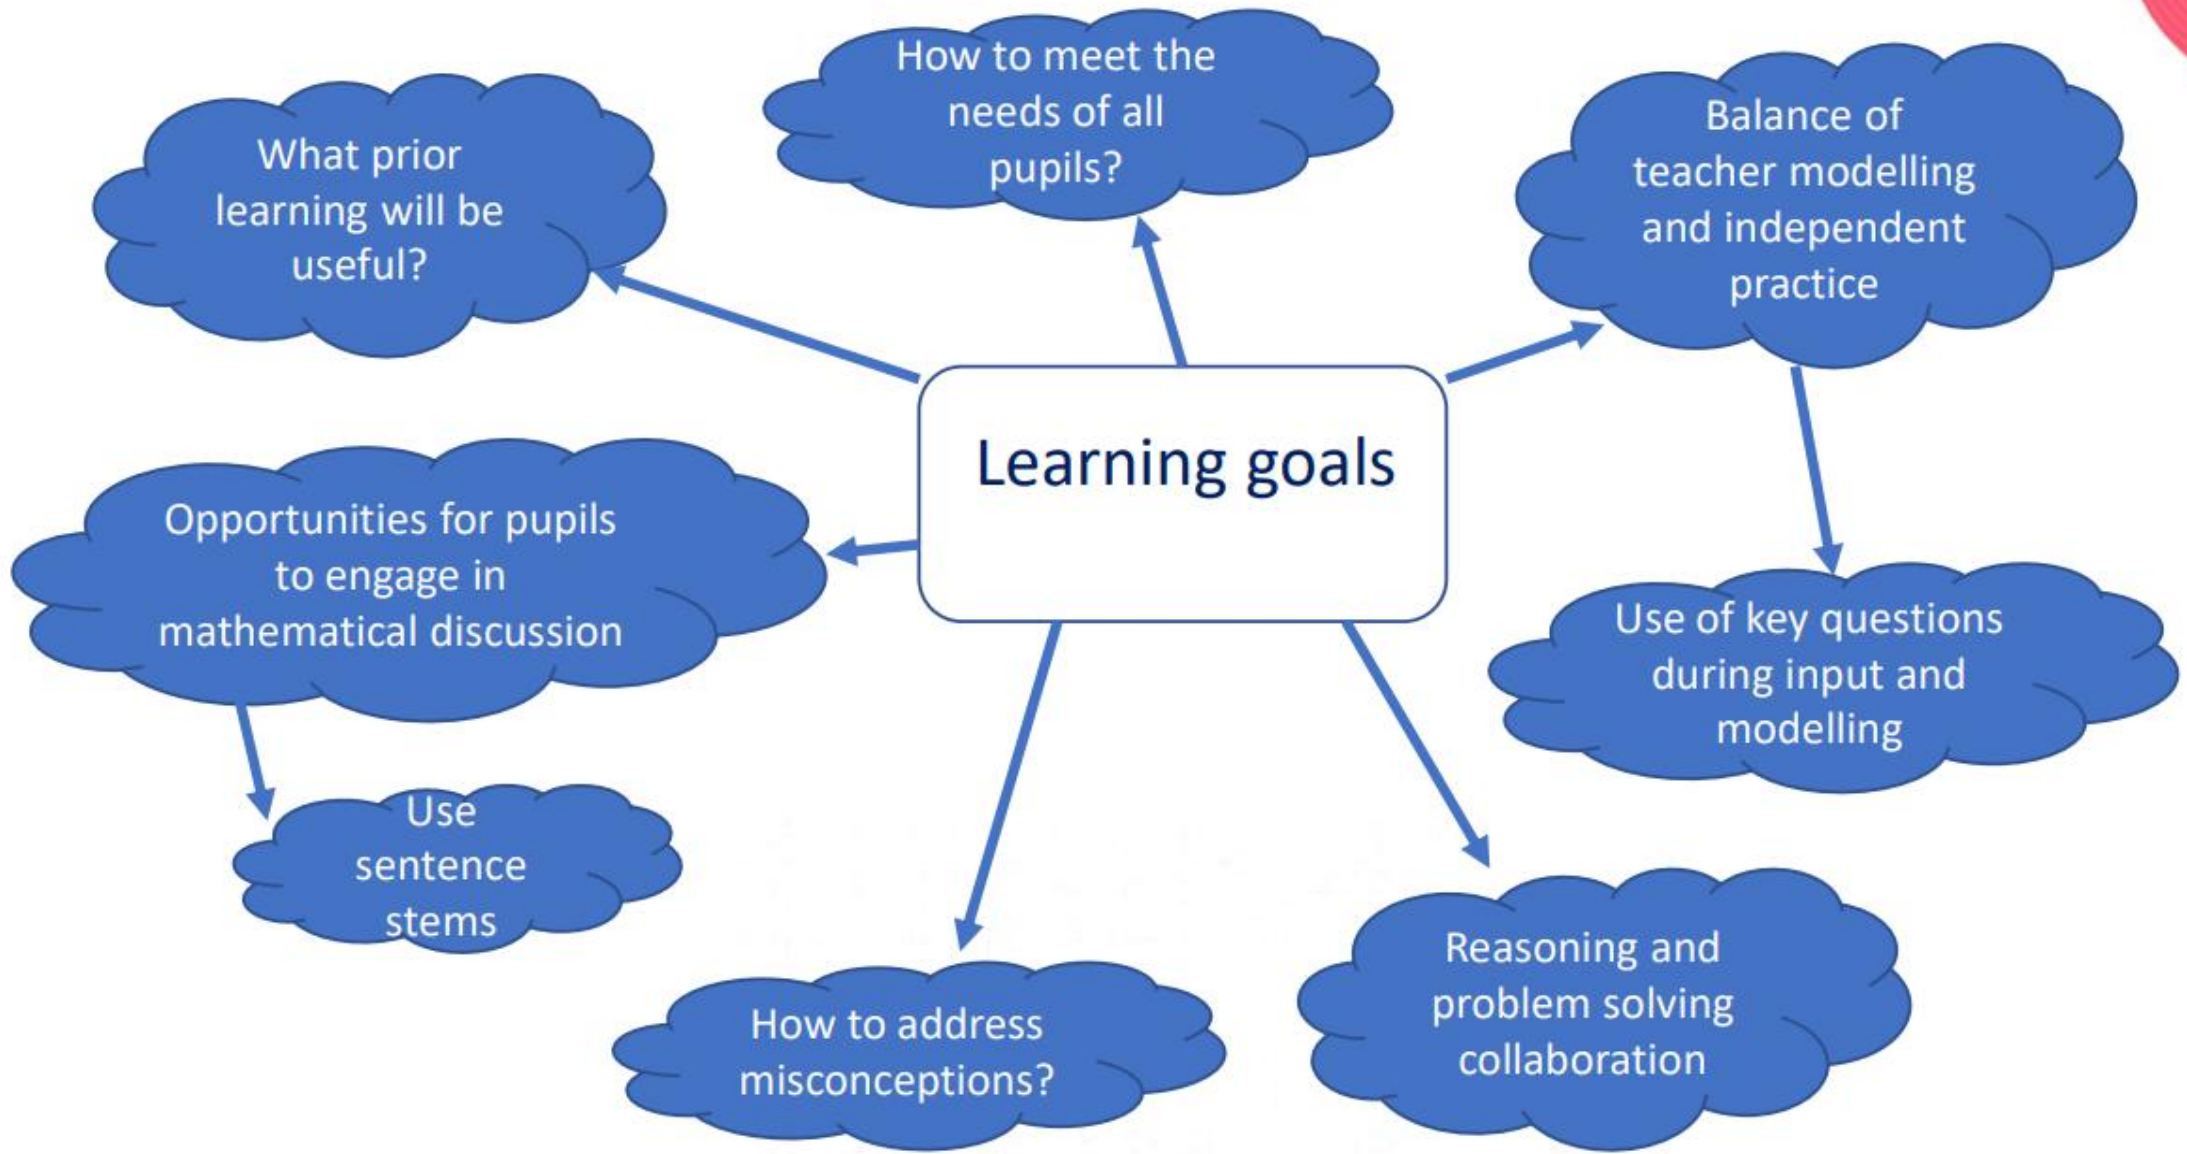 How to meet the
needs of all
pupils?
What prior
learning will be
useful?
Balance of
teacher modelling
and independent
practice
Learning goals
Opportunities for pupils
to engage in
mathematical discussion
Use of key questions
during input and
modelling
Use
sentence
stems
How to address
misconceptions?
Reasoning and
problem solving
collaboration